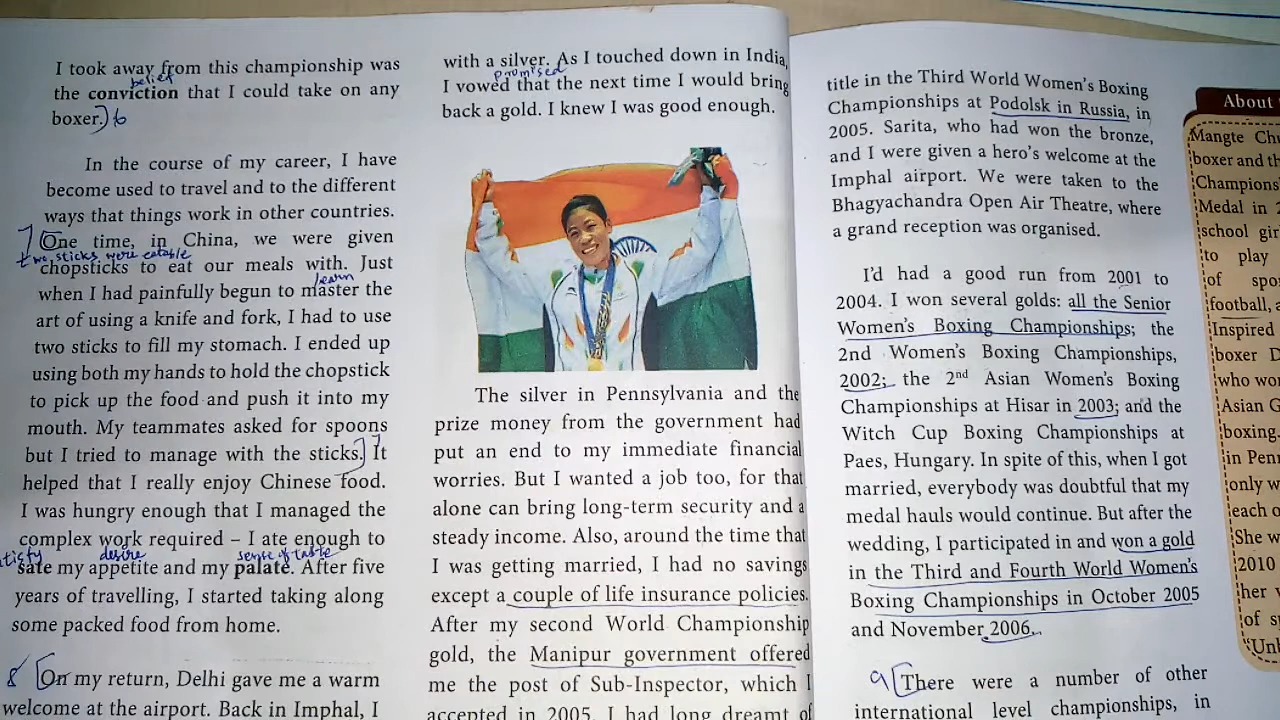 I took away from this championship was
belief
the conviction that I could take on any
boxer.) 6
In the course of my career, I have
become used to travel and to the different
ways that things work in other countries.
7 [One time, in China, we were given
two sticks were eatable
chopsticks to eat our meals with. Just
learn
when I had painfully begun to master the
art of using a knife and fork, I had to use
two sticks to fill my stomach. I ended up
using both my hands to hold the chopstick
to pick up the food and push it into my
mouth. My teammates asked for spoons
but I tried to manage with the sticks.] 7 It
helped that I really enjoy Chinese food.
I was hungry enough that I managed the
complex work required – I ate enough to
desire sense of taste
sate my appetite and my palate. After five
years of travelling, I started taking along
some packed food from home.
8 [On my return, Delhi gave me a warm
welcome at the airport. Back in Imphal, I
with a silver. As I touched down in India,
promised
I vowed that the next time I would bring
back a gold. I knew I was good enough.
The silver in Pennsylvania and the
prize money from the government had
put an end to my immediate financial
worries. But I wanted a job too, for that
alone can bring long-term security and a
steady income. Also, around the time that
I was getting married, I had no savings
except a couple of life insurance policies.
After my second World Championship
gold, the Manipur government offered
me the post of Sub-Inspector, which I
accepted in 2005. I had long dreamt of
title in the Third World Women's Boxing
Championships at Podolsk in Russia, in
2005. Sarita, who had won the bronze,
and I were given a hero's welcome at the
Imphal airport. We were taken to the
Bhagyachandra Open Air Theatre, where
a grand reception was organised.
I'd had a good run from 2001 to
2004. I won several golds: all the Senior
Women's Boxing Championships; the
2nd Women's Boxing Championships,
2002; the 2nd Asian Women's Boxing
Championships at Hisar in 2003; and the
Witch Cup Boxing Championships at
Paes, Hungary. In spite of this, when I got
married, everybody was doubtful that my
medal hauls would continue. But after the
wedding, I participated in and won a gold
in the Third and Fourth World Women's
Boxing Championships in October 2005
and November 2006.
9 [There were a number of other
international level championships, in
About
Mangte
boxer and
Medal in
school
to play
of
football,
Inspired
boxer
who
Asian
boxing.
in
only
each
She
2010
her
of